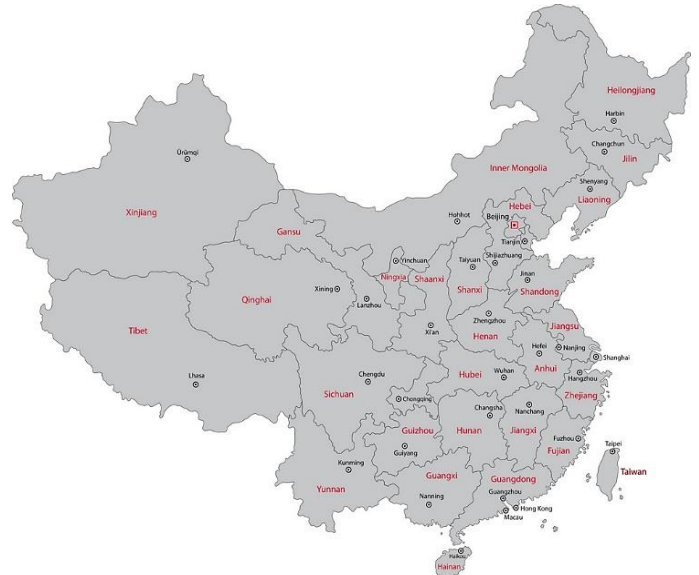 Heilongjiang
Harbin
Changchun
Jilin
Ürümqi
Inner Mongolia
Shenyang
Liaoning
Hebei
Xinjiang
Hohhot
Beijing
Gansu
Tianjin
Yinchuan
Shijiazhuang
Taiyuan
Ningxia
Shaanxi
Jinan
Xining
Shanxi
Shandong
Qinghai
Lanzhou
Zhengzhou
Jiangsu
Tibet
Xi'an
Henan
Hefei
Nanjing
Shanghai
Anhui
Lhasa
Chengdu
Hubei
Wuhan
Hangzhou
Sichuan
Zhejiang
Chongqing
Nanchang
Changsha
Guizhou
Hunan
Jiangxi
Fuzhou
Taipei
Guiyang
Fujian
Kunming
Taiwan
Guangxi
Guangdong
Yunnan
Nanning
Guangzhou
Hong Kong
Macau
Haikou
Hainan